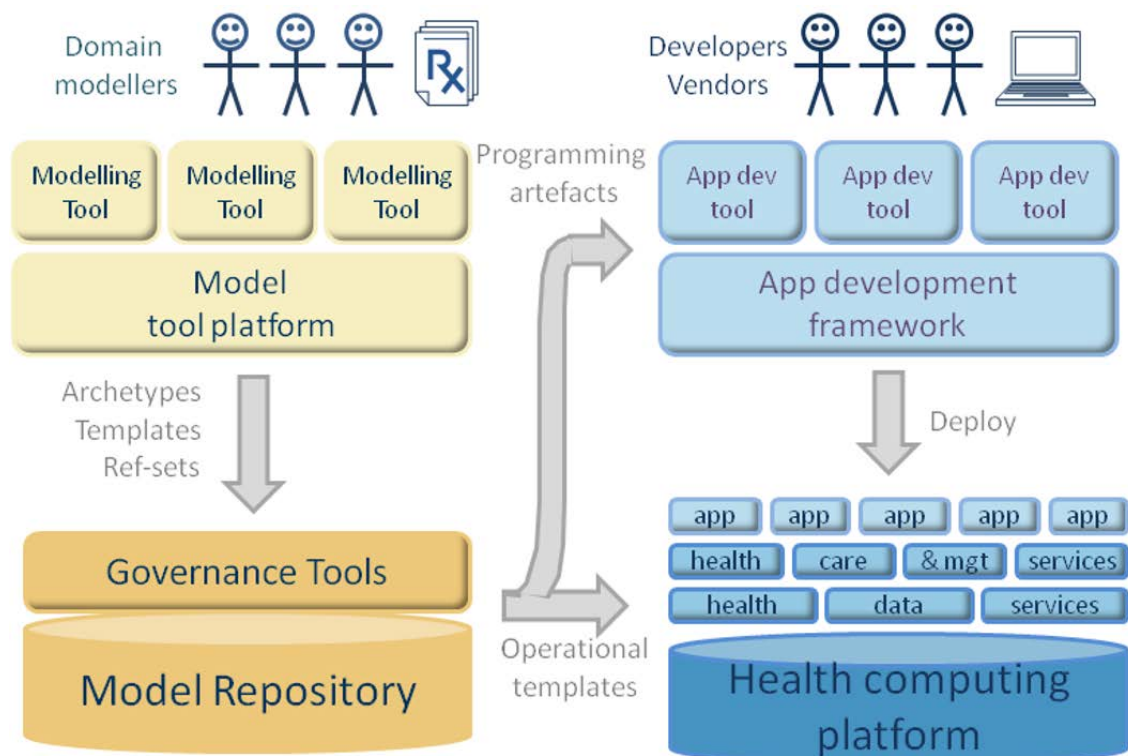 Domain
modellers
Rx
Developers
Vendors
Modelling
Tool
Modelling
Tool
Modelling
Tool
Programming
artefacts
App dev
tool
App dev
tool
App dev
tool
Model
tool platform
App development
framework
Archetypes
Templates
Ref-sets
Deploy
app
app
app
app
app
Governance Tools
health
care
& mgt
services
health
data
services
Operational
templates
Model Repository
Health computing
platform